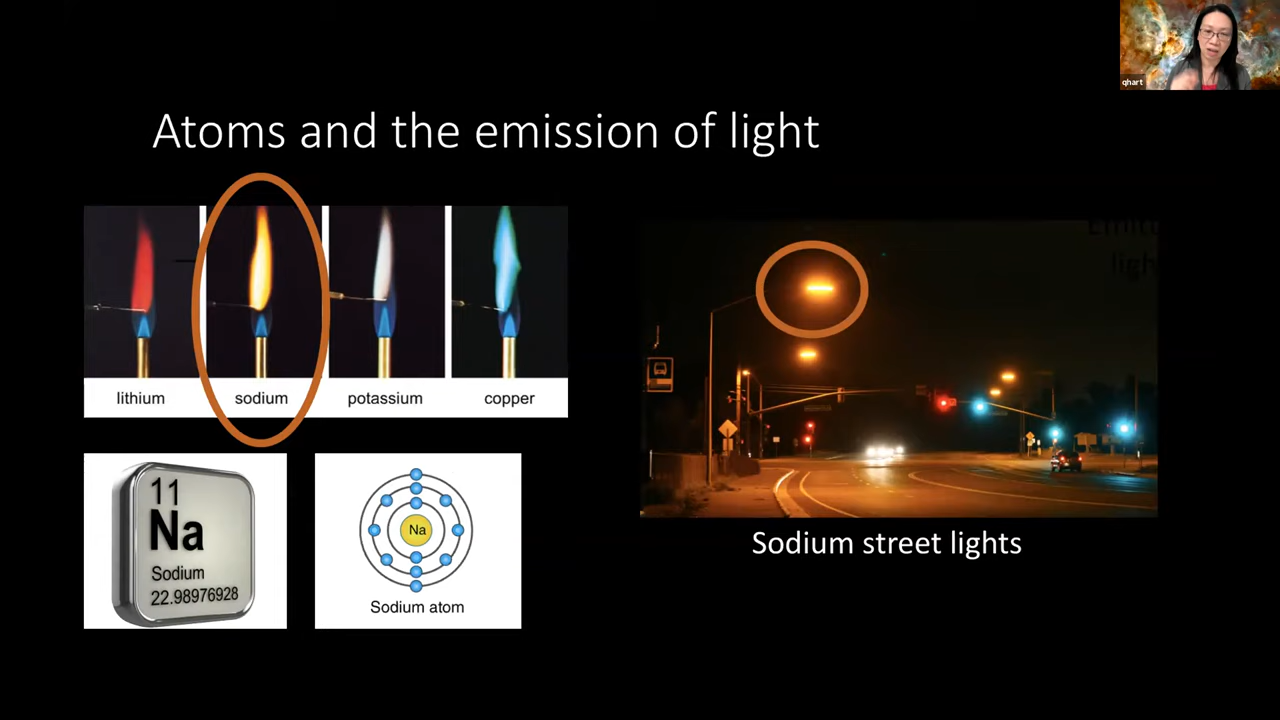 qhart
Atoms and the emission of light
lithium
sodium
potassium
copper
11
Na
Sodium
22.98976928
Na
Sodium atom
Sodium street lights